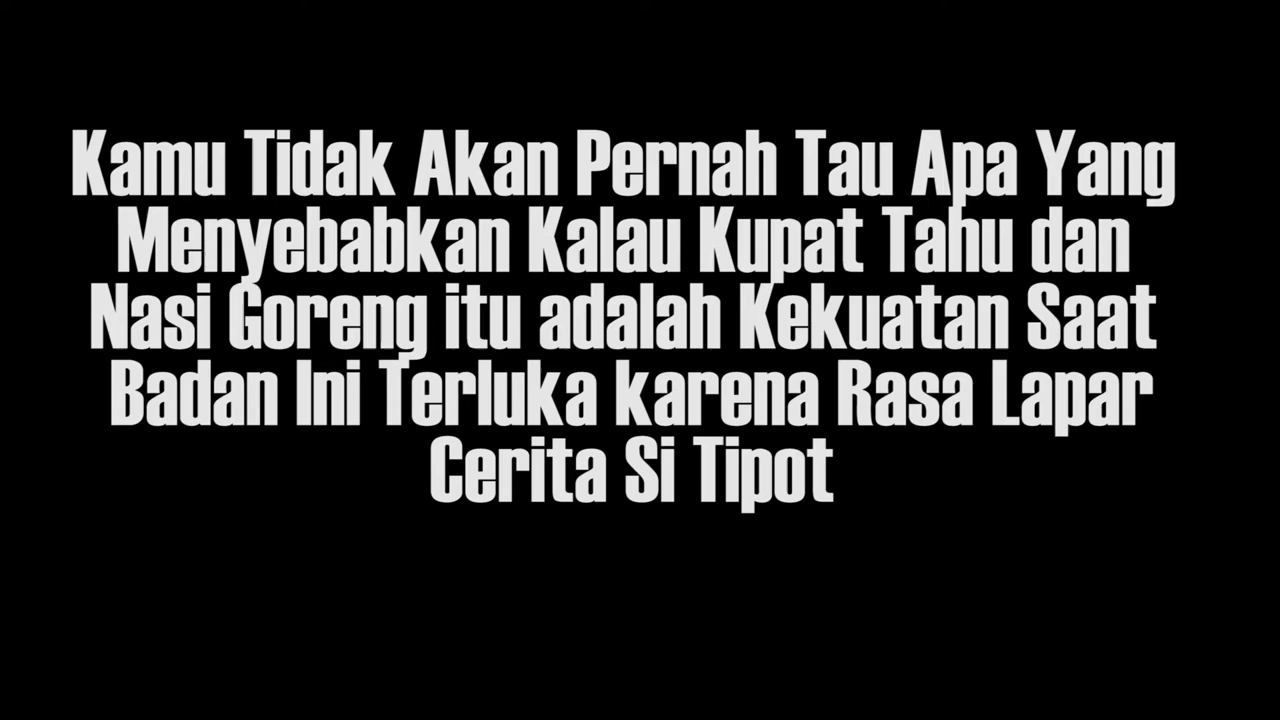 Kamu Tidak Akan Pernah Tau Apa Yang
Menyebabkan Kalau Kupat Tahu dan
Nasi Goreng itu adalah Kekuatan Saat
Badan Ini Terluka karena Rasa Lapar
Cerita Si Tipot